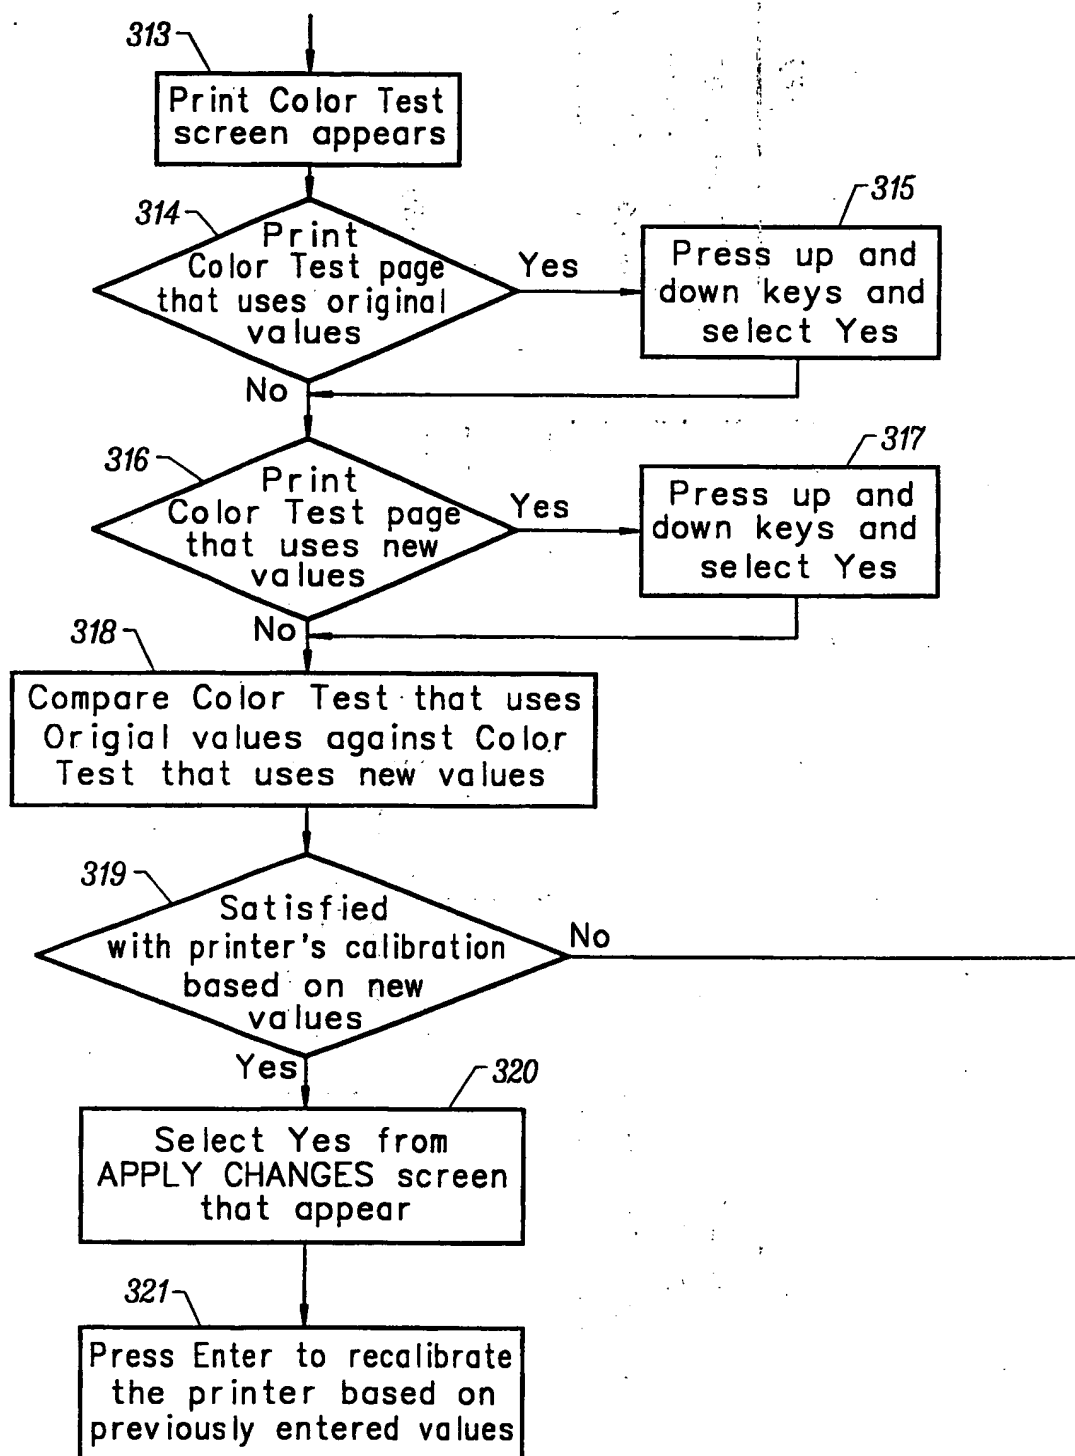 313
Print Color Test
screen appears
314
Print
Color Test page
that uses original
values
Yes
315
Press up and
down keys and
select Yes
No
316
Print
Color Test page
that uses new
values
Yes
317
Press up and
down keys and
select Yes
No
318
Compare Color Test that uses
Origial values against Color
Test that uses new values
319
Satisfied
with printer's calibration
based on new
values
No
Yes
320
Select Yes from
APPLY CHANGES screen
that appear
321
Press Enter to recalibrate
the printer based on
previously entered values